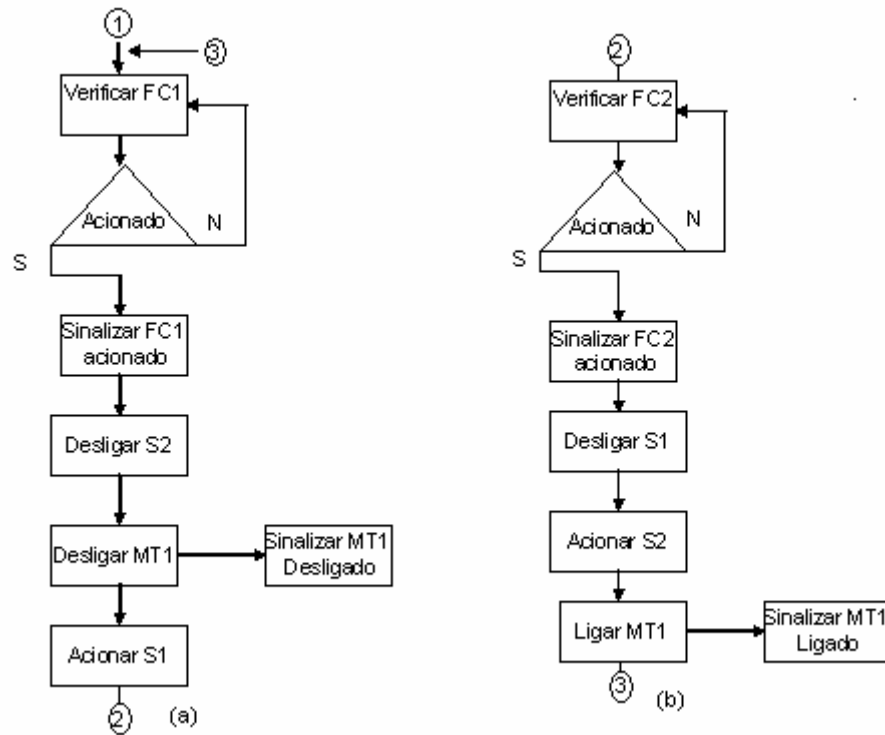 1
3
Verificar FC1
Acionado
N
S
Sinalizar FC1
acionado
Desligar S2
Desligar MT1
Sinalizar MT1
Desligado
Acionar S1
2
(a)
2
Verificar FC2
Acionado
N
S
Sinalizar FC2
acionado
Desligar S1
Acionar S2
Ligar MT1
Sinalizar MT1
Ligado
3
(b)